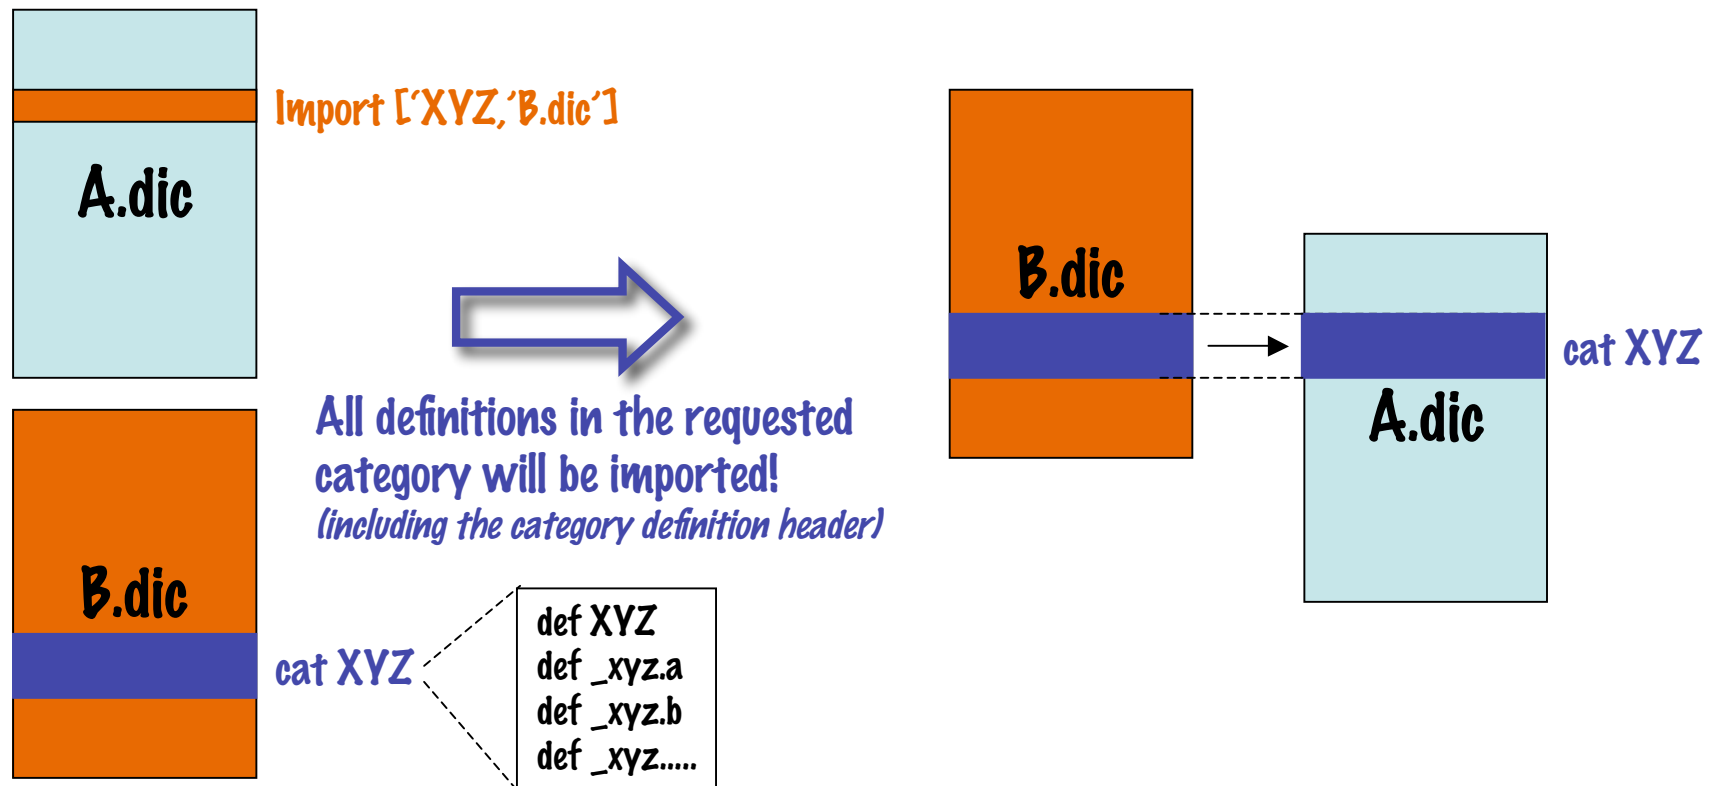 Import [‘XYZ,’B.dic’]
A.dic
All definitions in the requested
category will be imported!
(including the category definition header)
B.dic
cat XYZ
def XYZ
def _xyz.a
def _xyz.b
def _xyz.....
B.dic
cat XYZ
A.dic